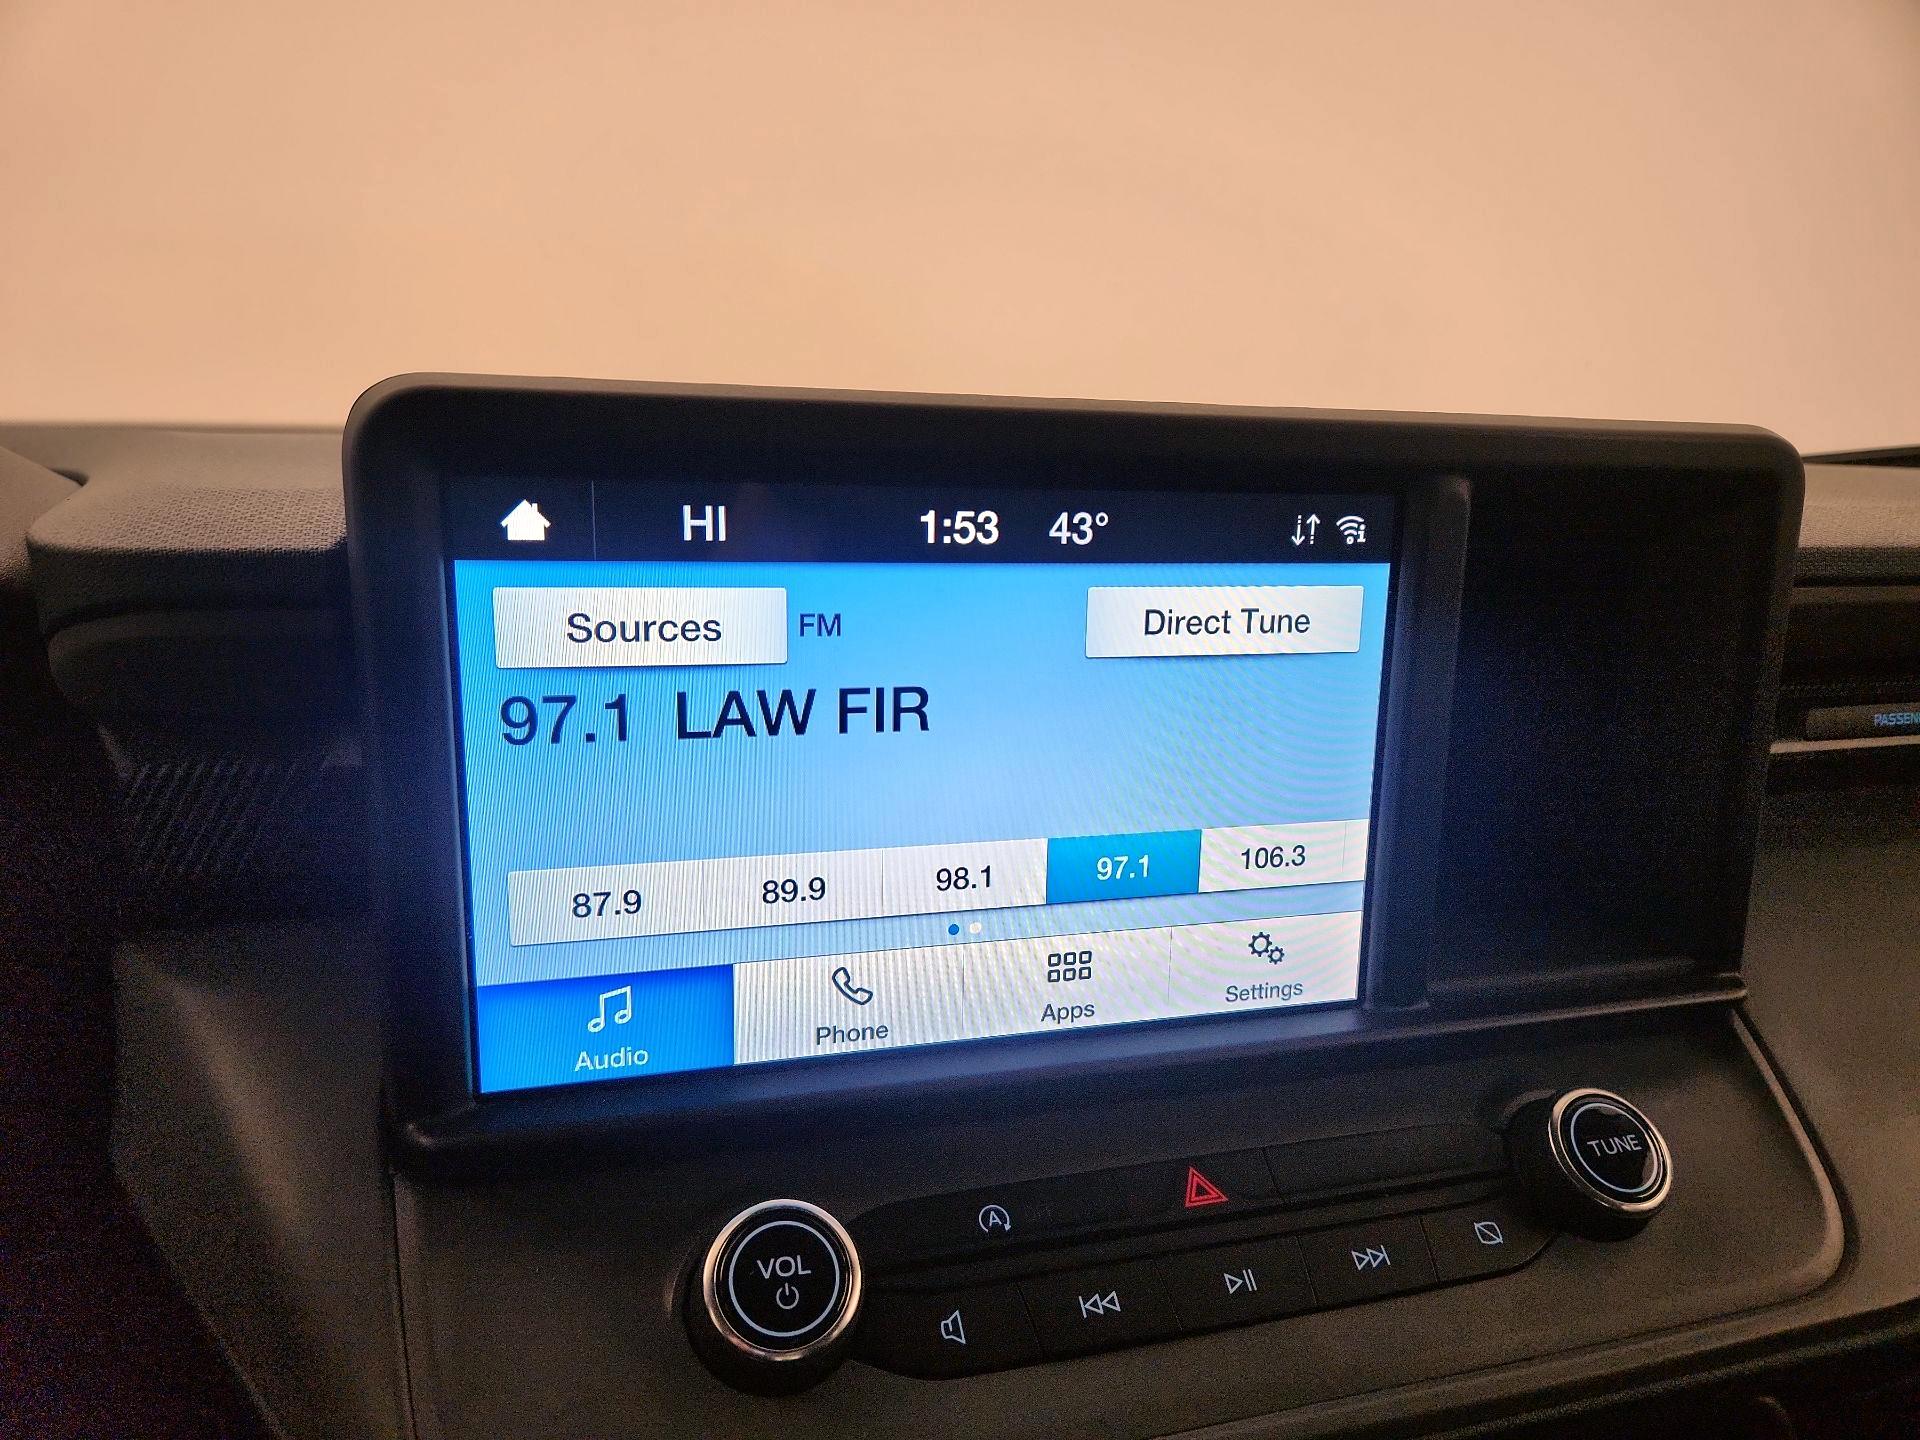 HI 1:53 43°
Sources FM Direct Tune
97.1 LAW FIR
87.9 89.9 98.1 97.1 106.3
Audio Phone Apps Settings
TUNE
A
VOL